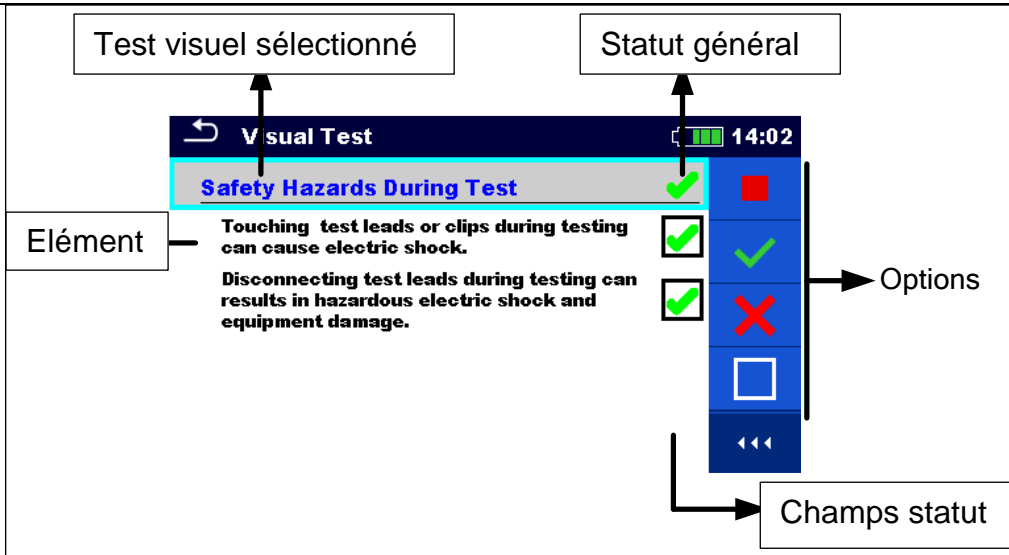 Test visuel sélectionné
Statut général
Visual Test
14:02
Safety Hazards During Test
Elément
Touching test leads or clips during testing
can cause electric shock.
Disconnecting test leads during testing can
results in hazardous electric shock and
equipment damage.
Options
Champs statut